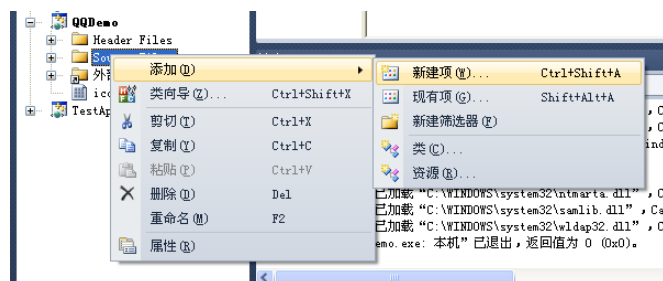 QQDemo
Header Files
Sou
外
ico
TestAp
添加(D)
类向导(Z)... Ctrl+Shift+X
剪切(T) Ctrl+X
复制(Y) Ctrl+C
粘贴(P) Ctrl+V
删除(D) Del
重命名(M) F2
属性(R)
新建项(W)... Ctrl+Shift+A
现有项(G)... Shift+Alt+A
新建筛选器(F)
类(C)...
资源(R)...
, C
, C
ind
已加载 “C:\WINDOWS\system32\ntmarta.dll” , C
已加载 “C:\WINDOWS\system32\samlib.dll” , Ca
已加载 “C:\WINDOWS\system32\wldap32.dll” , C
emo.exe: 本机” 已退出，返回值为 0 (0x0)。